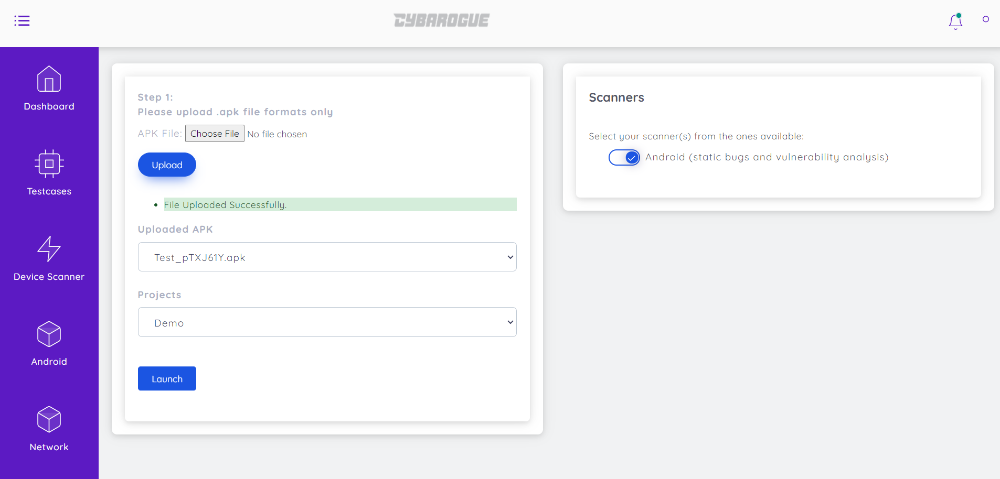 CYBAROGUE
Dashboard
Testcases
Device Scanner
Android
Network
Step 1:
Please upload .apk file formats only
APK File: Choose File No file chosen
Upload
File Uploaded Successfully.
Uploaded APK
Test_pTXJ61Y.apk
Projects
Demo
Launch
Scanners
Select your scanner(s) from the ones available:
Android (static bugs and vulnerability analysis)